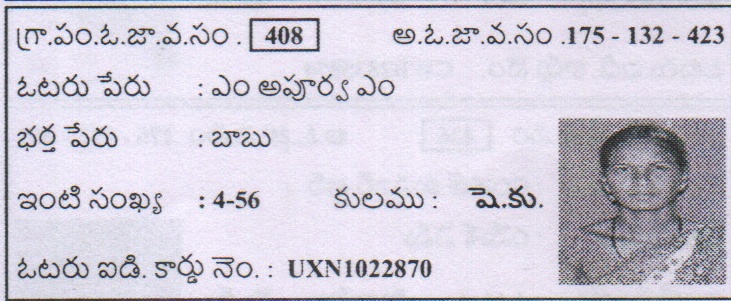 గ్రా.పం.ఓ.జా.వ.సం . 408 అ.ఓ.జా.వ.సం .175 - 132 - 423
ఓటరు పేరు : ఎం అపూర్వ ఎం
భర్త పేరు : బాబు
ఇంటి సంఖ్య : 4-56 కులము : షె.కు.
ఓటరు ఐడి. కార్డు నెం. : UXN1022870